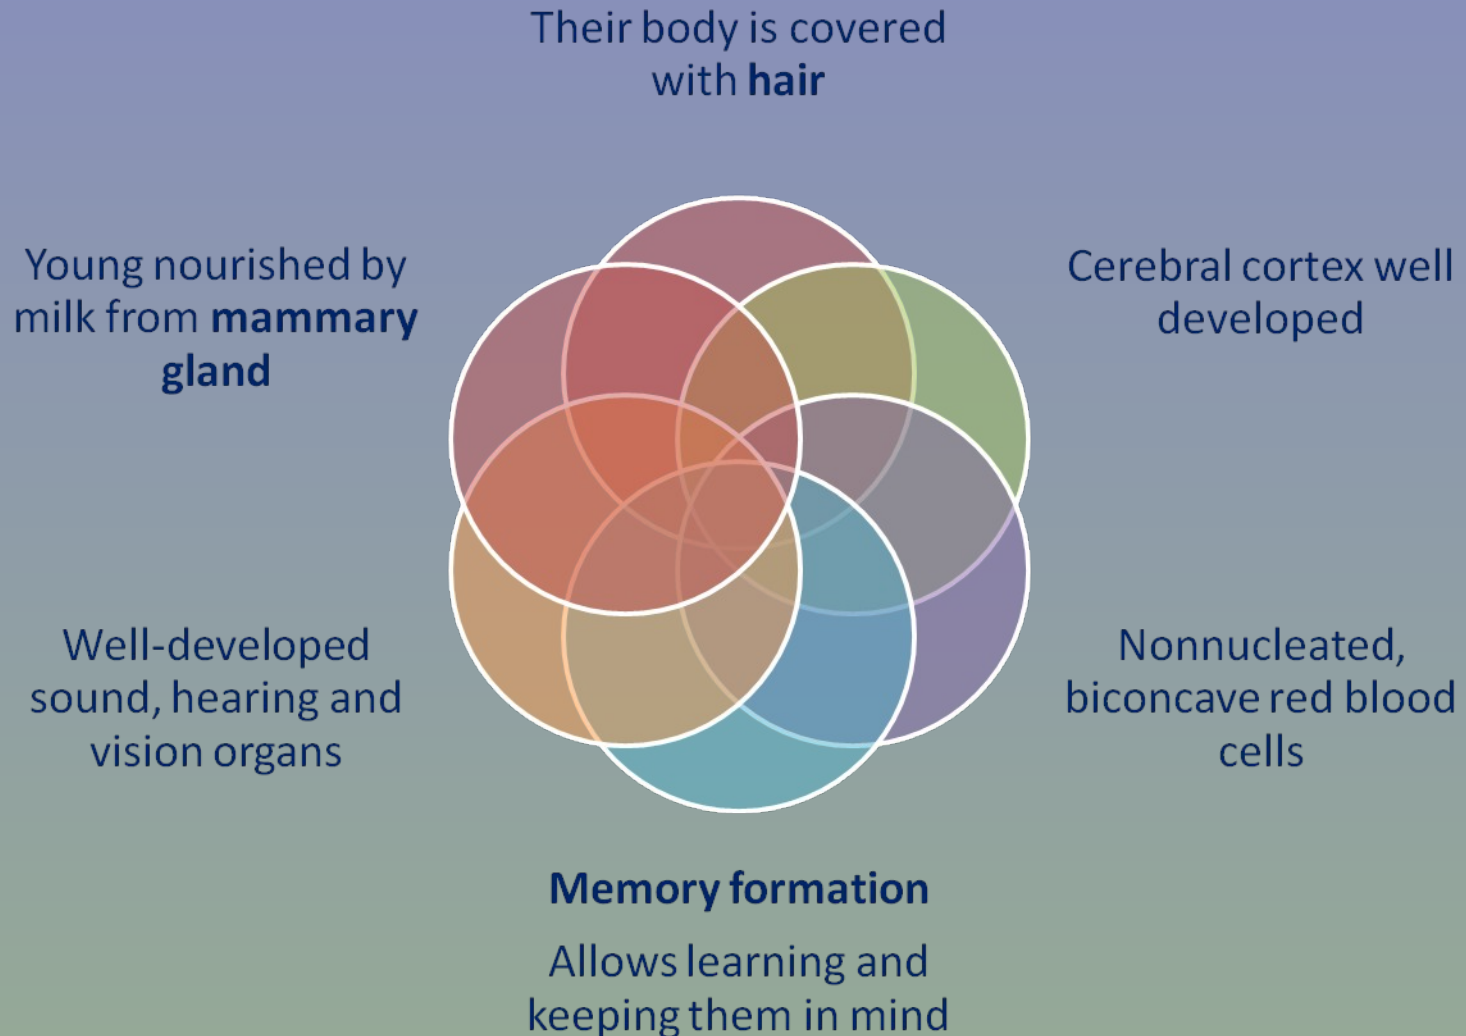 Their body is covered
with hair
Young nourished by
milk from mammary
gland
Cerebral cortex well
developed
Well-developed
sound, hearing and
vision organs
Nonnucleated,
biconcave red blood
cells
Memory formation
Allows learning and
keeping them in mind